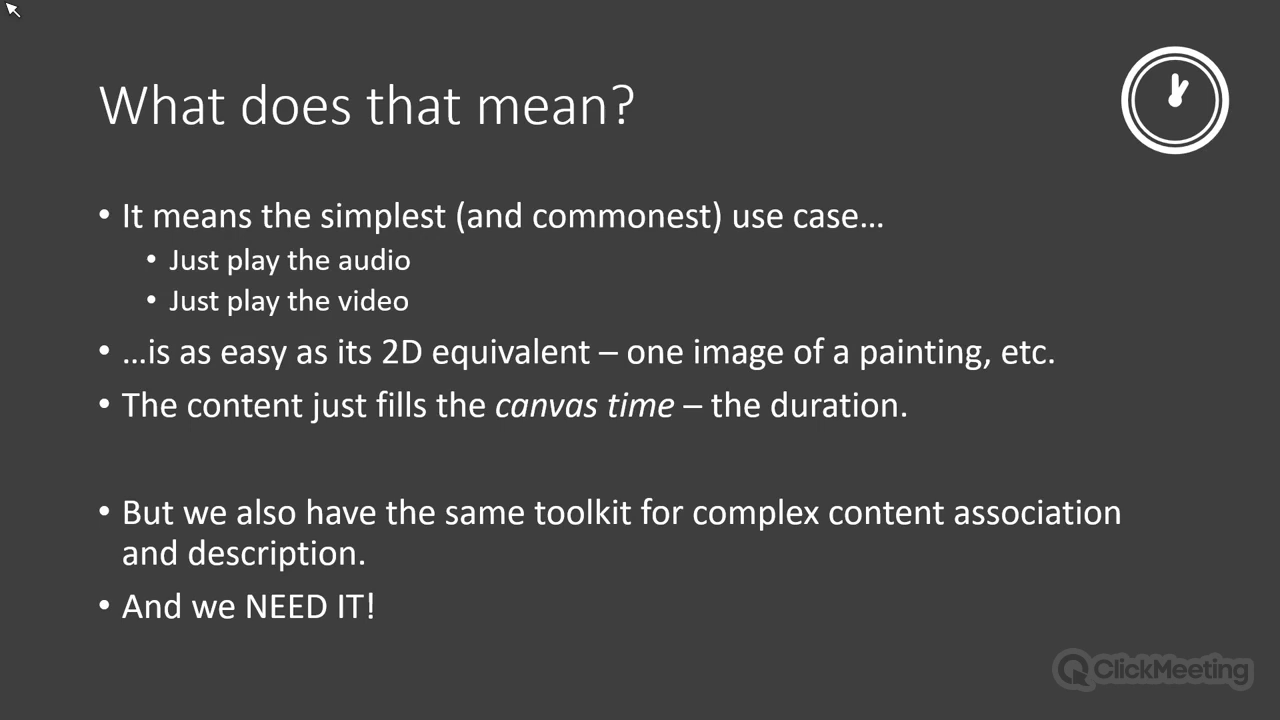 What does that mean?
• It means the simplest (and commonest) use case…
• Just play the audio
• Just play the video
• …is as easy as its 2D equivalent – one image of a painting, etc.
• The content just fills the canvas time – the duration.
• But we also have the same toolkit for complex content association
and description.
• And we NEED IT!
ClickMeeting